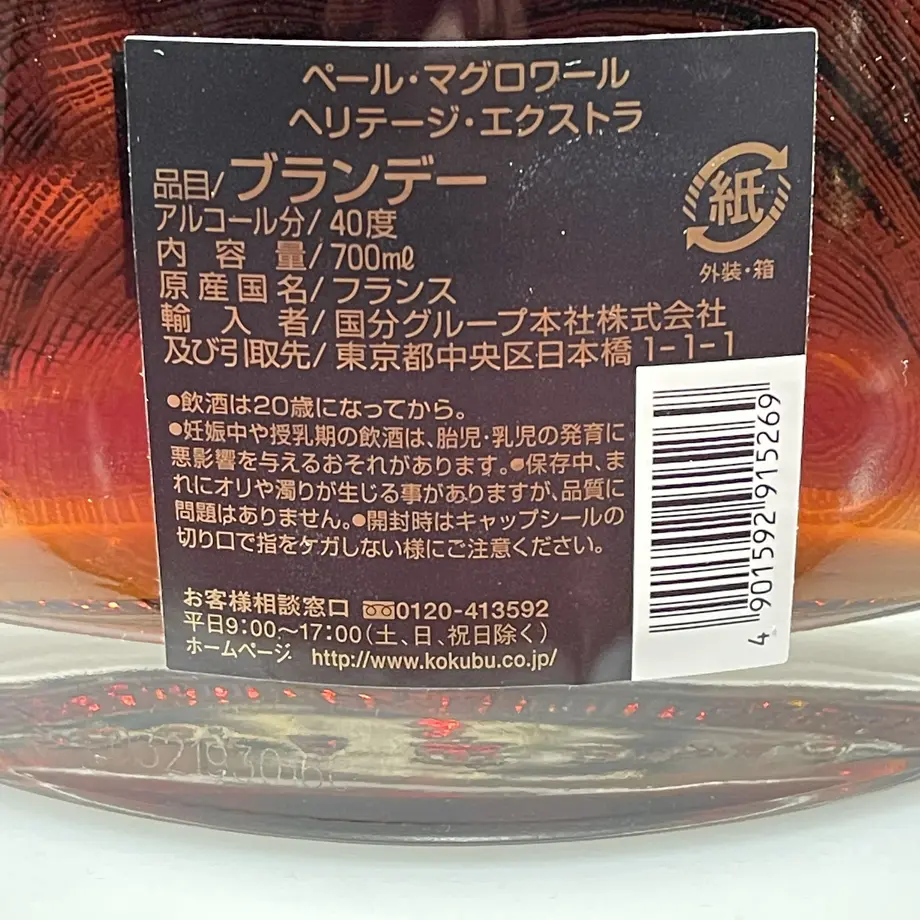 ペール・マグロワール
ヘリテージ・エクストラ
品目/ブランデー
アルコール分/40度
内容量/700㎖
原産国名/フランス
輸入者/国分グループ本社株式会社
及び引取先/東京都中央区日本橋1-1-1
紙
外装・箱
●飲酒は20歳になってから。
●妊娠中や授乳期の飲酒は、胎児・乳児の発育に
悪影響を与えるおそれがあります。●保存中、ま
れにオリや濁りが生じる事がありますが、品質に
問題はありません。●開封時はキャップシールの
切り口で指をケガしない様にご注意ください。
お客様相談窓口 0120-413592
平日9:00〜17:00(土、日、祝日除く)
ホームページ http://www.kokubu.co.jp/
4901592915269